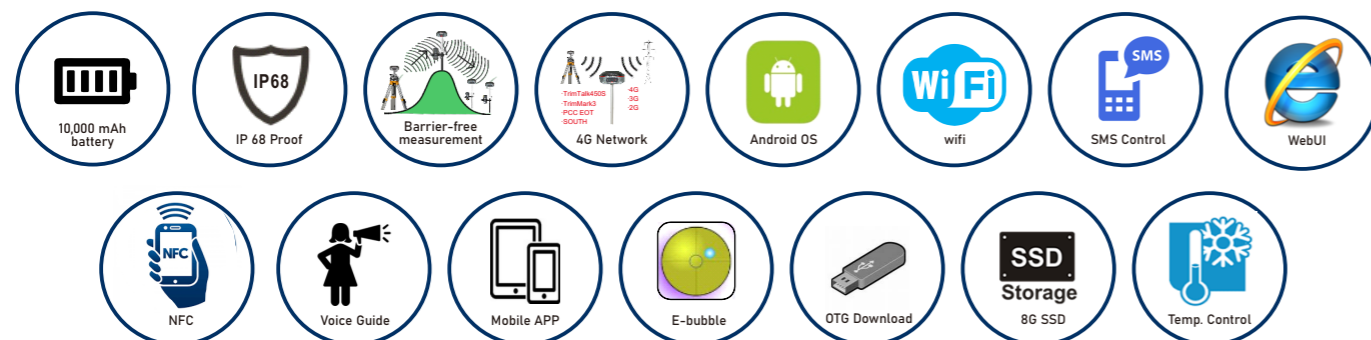 10,000 mAh
battery
IP68
IP 68 Proof
Barrier-free
measurement
·TrimTalk450S
·TrimMark3
·PCC EOT
·SOUTH
·4G
·3G
·2G
4G Network
Android OS
WiFi
wifi
SMS
SMS Control
WebUI
NFC
NFC
Voice Guide
Mobile APP
E-bubble
OTG Download
SSD
Storage
8G SSD
Temp. Control